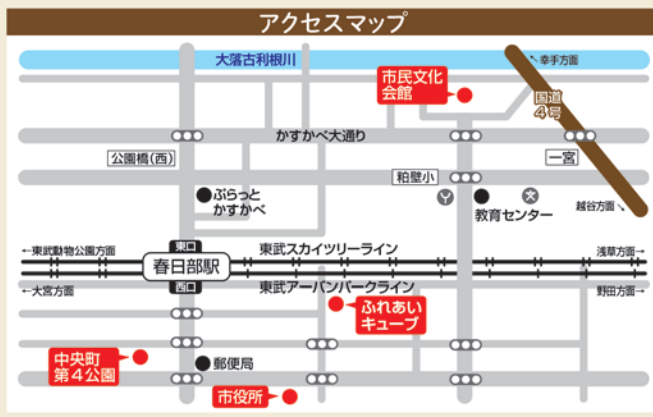 アクセスマップ
大落古利根川
↖幸手方面
市民文化
会館
国道
4号
かすかべ大通り
公園橋(西)
一宮
粕壁小
ぷらっと
かすかべ
教育センター
文
越谷方面↘
東口
←東武動物公園方面
東武スカイツリーライン
浅草方面→
春日部駅
←大宮方面
西口
東武アーバンパークライン
野田方面→
ふれあい
キューブ
中央町
第4公園
郵便局
市役所